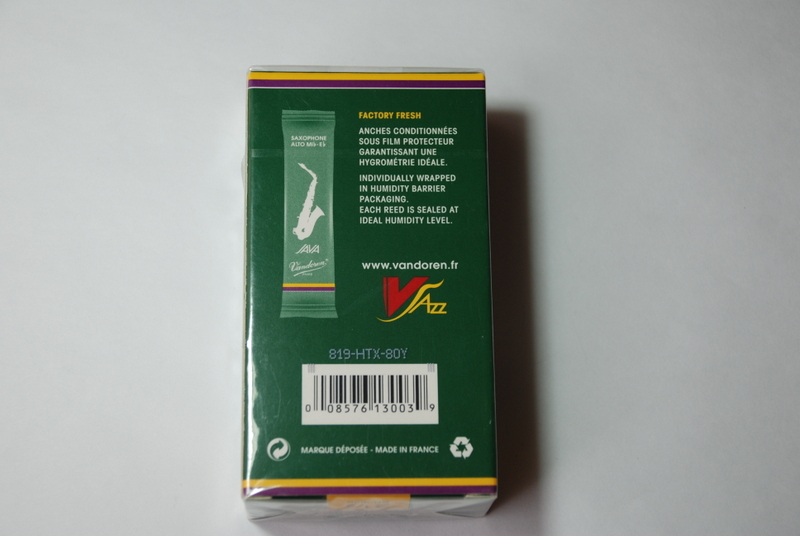 FACTORY FRESH
SAXOPHONE
ALTO Mib- Eb
ANCHES CONDITIONNÉES
SOUS FILM PROTECTEUR
GARANTISSANT UNE
HYGROMÉTRIE IDÉALE.
INDIVIDUALLY WRAPPED
IN HUMIDITY BARRIER
PACKAGING.
EACH REED IS SEALED AT
IDEAL HUMIDITY LEVEL.
JAVA
Vandoren
www.vandoren.fr
V JAZZ
819-HTX-80Y
0 08576 13003 9
MARQUE DÉPOSÉE - MADE IN FRANCE